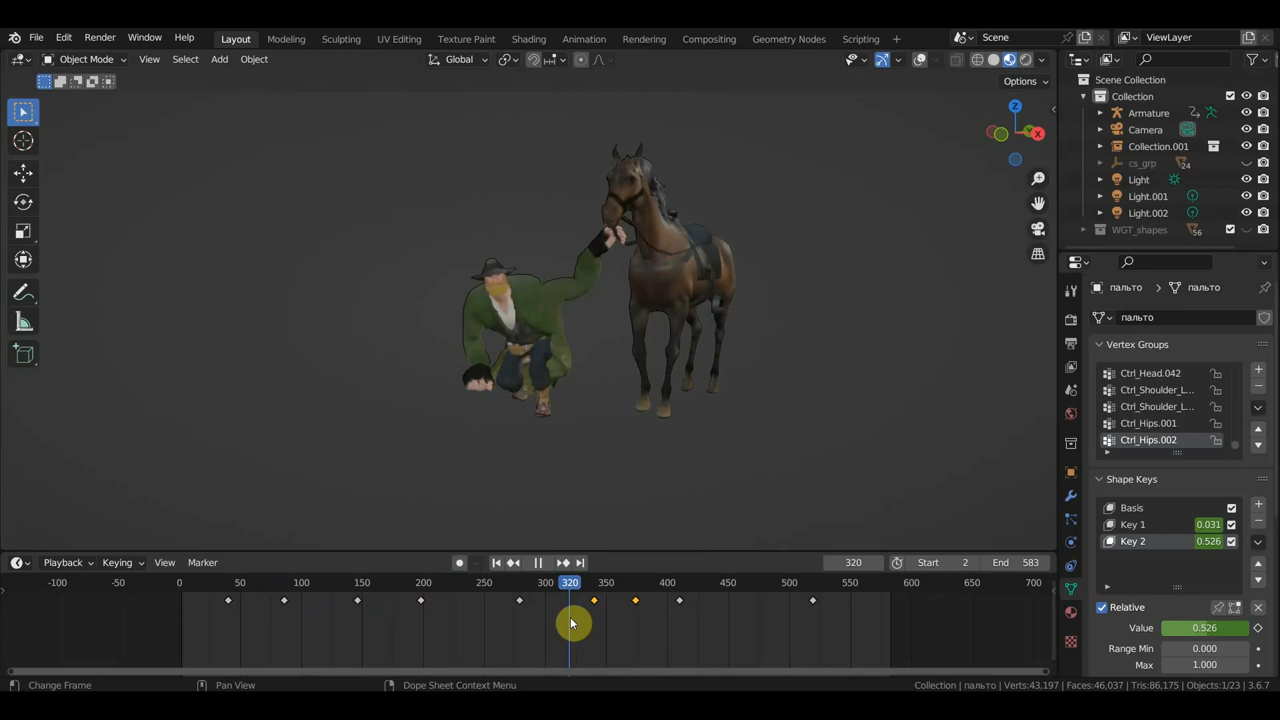 File Edit Render Window Help Layout Modeling Sculpting UV Editing Texture Paint Shading Animation Rendering Compositing Geometry Nodes Scripting + Scene ViewLayer
Object Mode View Select Add Object Global
Options
Z
X
Y
Scene Collection
Collection
Armature
Camera
Collection.001
cs_grp 24
Light
Light.001
Light.002
WGT_shapes 56
пальто > пальто
пальто
Vertex Groups
Ctrl_Head.042
Ctrl_Shoulder_L...
Ctrl_Shoulder_L...
Ctrl_Hips.001
Ctrl_Hips.002
Shape Keys
Basis
Key 1 0.031
Key 2 0.526
Relative
Value 0.526
Range Min 0.000
Max 1.000
Playback Keying View Marker 320 Start 2 End 583
-100 -50 0 50 100 150 200 250 300 320 350 400 450 500 550 600 650 700
Change Frame Pan View Dope Sheet Context Menu Collection | пальто | Verts:43,197 | Faces:46,037 | Tris:86,175 | Objects:1/23 | 3.6.7